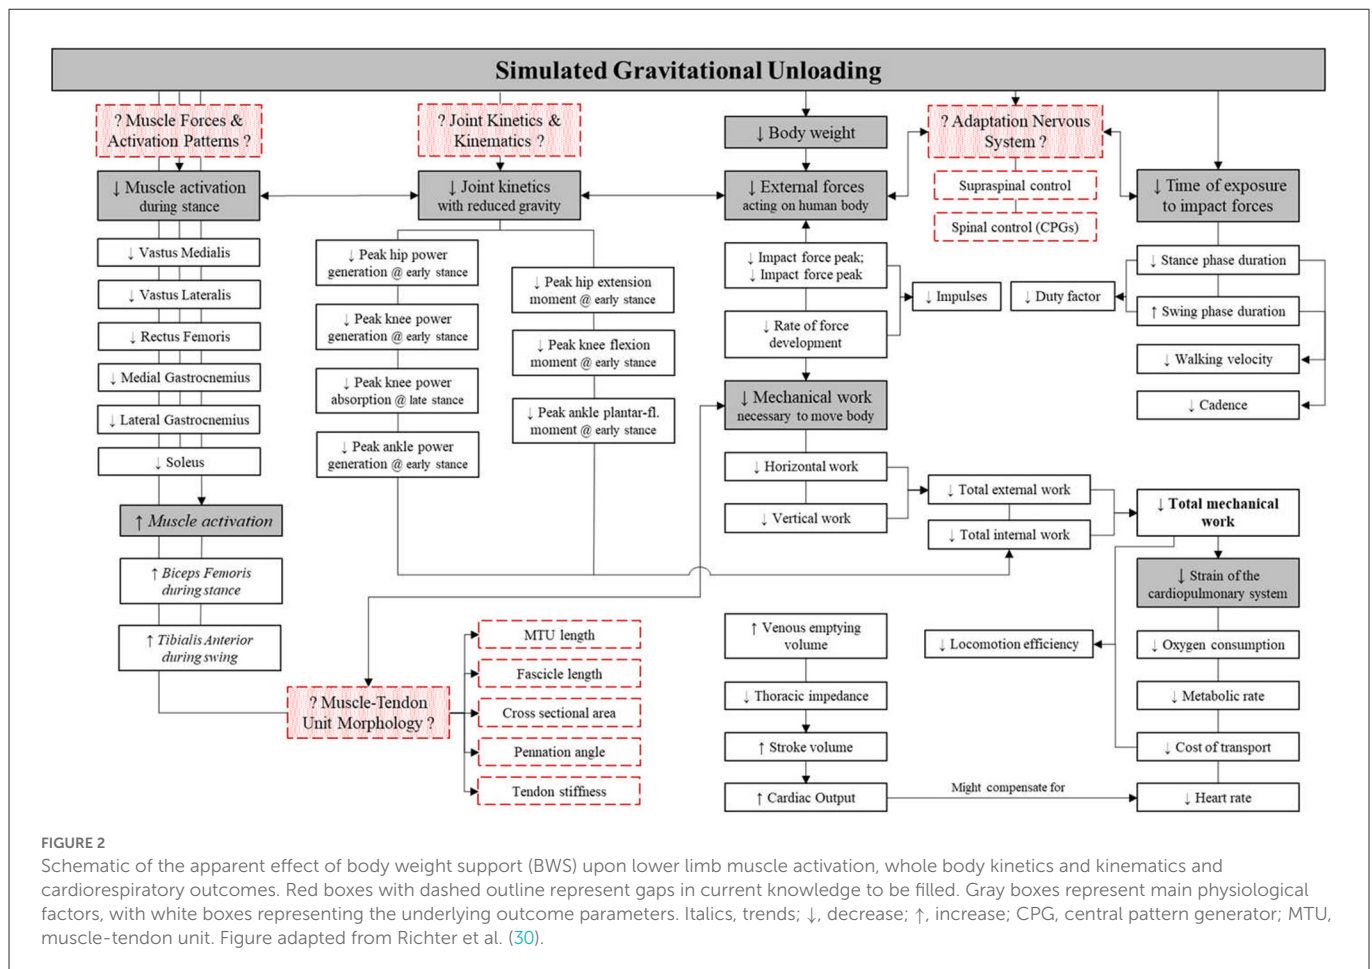 Simulated Gravitational Unloading
? Muscle Forces &
Activation Patterns ?
↓ Muscle activation
during stance
↓ Vastus Medialis
↓ Vastus Lateralis
↓ Rectus Femoris
↓ Medial Gastrocnemius
↓ Lateral Gastrocnemius
↓ Soleus
↑ Muscle activation
↑ Biceps Femoris
during stance
↑ Tibialis Anterior
during swing
? Joint Kinetics &
Kinematics ?
↓ Joint kinetics
with reduced gravity
↓ Peak hip power
generation @ early stance
↓ Peak knee power
generation @ early stance
↓ Peak knee power
absorption @ late stance
↓ Peak ankle power
generation @ early stance
↓ Peak hip extension
moment @ early stance
↓ Peak knee flexion
moment @ early stance
↓ Peak ankle plantar-fl.
moment @ early stance
? Muscle-Tendon
Unit Morphology ?
MTU length
Fascicle length
Cross sectional area
Pennation angle
Tendon stiffness
↓ Body weight
↓ External forces
acting on human body
↓ Impact force peak;
↓ Impact force peak
↓ Rate of force
development
↓ Impulses
↓ Mechanical work
necessary to move body
↓ Horizontal work
↓ Vertical work
↓ Total external work
↓ Total internal work
↑ Venous emptying
volume
↓ Thoracic impedance
↑ Stroke volume
↑ Cardiac Output
Might compensate for
? Adaptation Nervous
System ?
Supraspinal control
Spinal control (CPGs)
↓ Time of exposure
to impact forces
↓ Stance phase duration
↓ Duty factor
↑ Swing phase duration
↓ Walking velocity
↓ Cadence
↓ Total mechanical
work
↓ Strain of the
cardiopulmonary system
↓ Locomotion efficiency
↓ Oxygen consumption
↓ Metabolic rate
↓ Cost of transport
↓ Heart rate
FIGURE 2
Schematic of the apparent effect of body weight support (BWS) upon lower limb muscle activation, whole body kinetics and kinematics and
cardiorespiratory outcomes. Red boxes with dashed outline represent gaps in current knowledge to be filled. Gray boxes represent main physiological
factors, with white boxes representing the underlying outcome parameters. Italics, trends; ↓, decrease; ↑, increase; CPG, central pattern generator; MTU,
muscle-tendon unit. Figure adapted from Richter et al. (30).